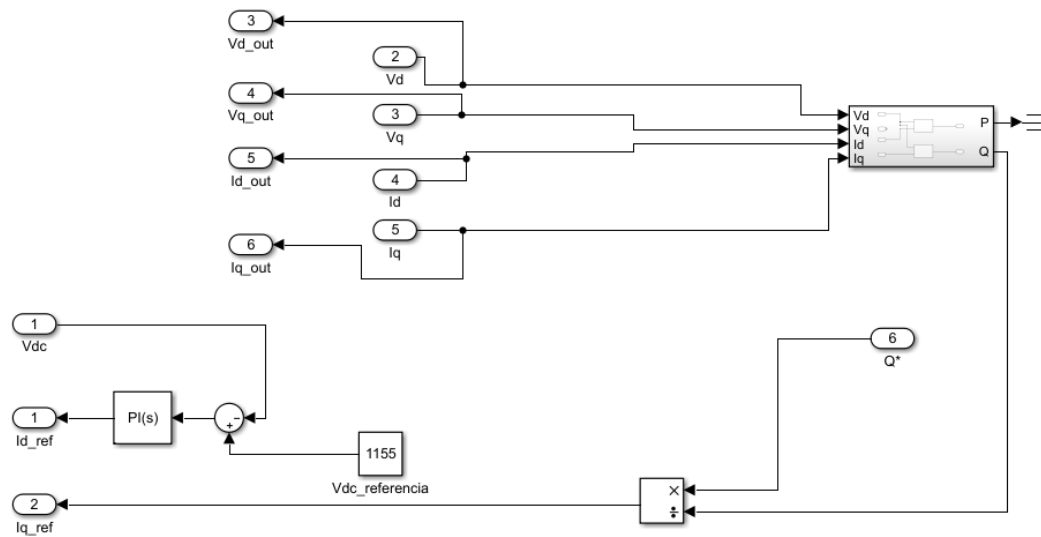 3
Vd_out
2
Vd
4
Vq_out
3
Vq
5
Id_out
4
Id
5
Iq
6
Iq_out
Vd
Vq
Id
Iq
P
Q
1
Vdc
6
Q*
PI(s)
−
+
1
Id_ref
1155
Vdc_referencia
×
÷
2
Iq_ref